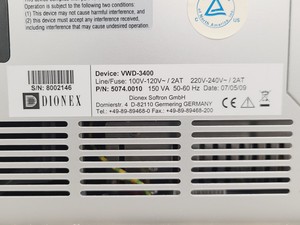 Operation is subject to the following two conditions:
(1) This device may not cause harmful interference, and
(2) This device must accept any interference received,
including interference that may cause
undesired operation.
S/N: 8002146
DIONEX
Device: VWD-3400
Line/Fuse: 100V-120V~ / 2AT 220V-240V~ / 2AT
P/N: 5074.0010 150 VA 50-60 Hz Date: 07/05/09
Dionex Softron GmbH
Dornierstr. 4 D-82110 Germering GERMANY
Tel.: +49-89-89468-0 Fax.: +49-89-89468-200